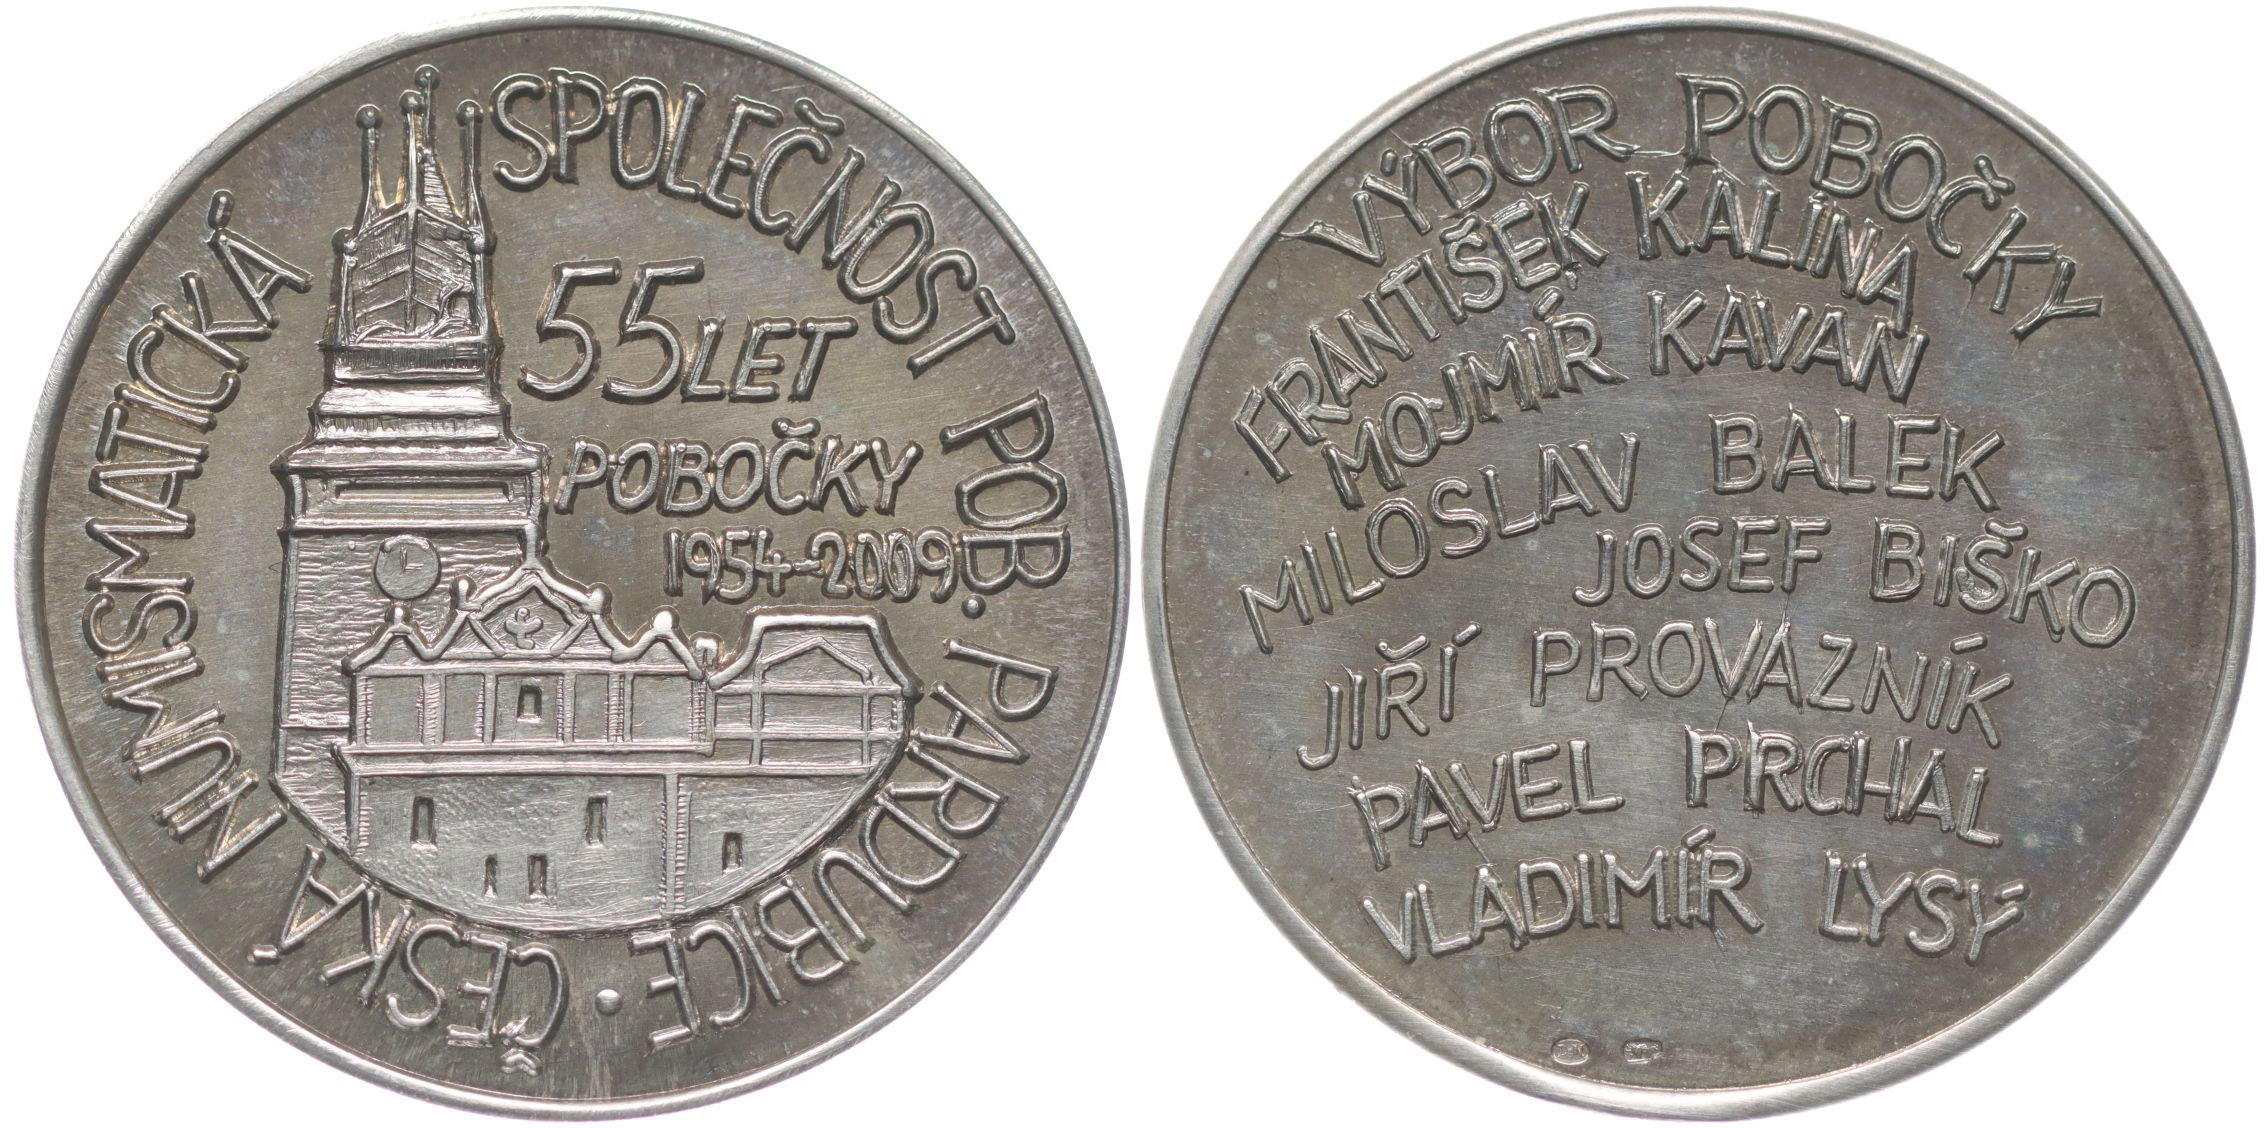 ČESKÁ NUMISMATICKÁ SPOLEČNOST POB. PARDUBICE •
55 LET
POBOČKY
1954-2009
VÝBOR POBOČKY
FRANTIŠEK KALINA
MOJMÍR KAVAN
MILOSLAV BALEK
JOSEF BIŠKO
JIŘÍ PROVAZNÍK
PAVEL PRCHAL
VLADIMÍR LYSÝ